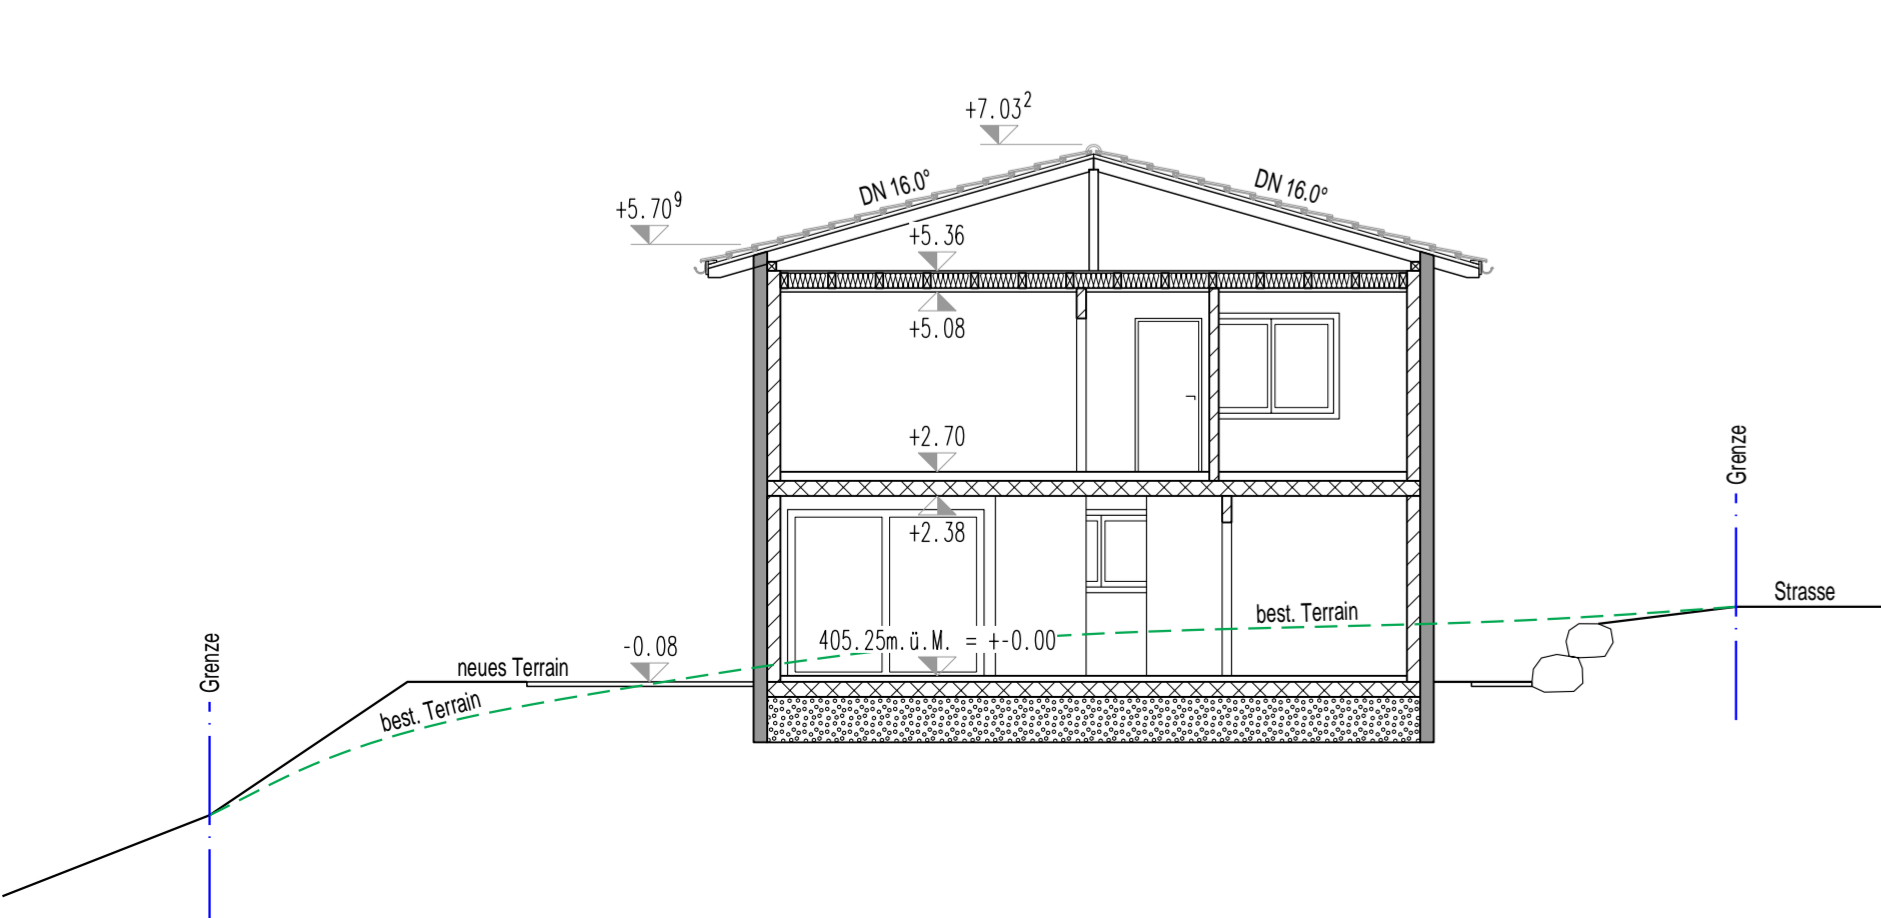 +7.03²
DN 16.0°
DN 16.0°
+5.70⁹
+5.36
+5.08
+2.70
+2.38
Grenze
Strasse
best. Terrain
405.25m.ü.M. = +-0.00
Grenze
-0.08
neues Terrain
best. Terrain